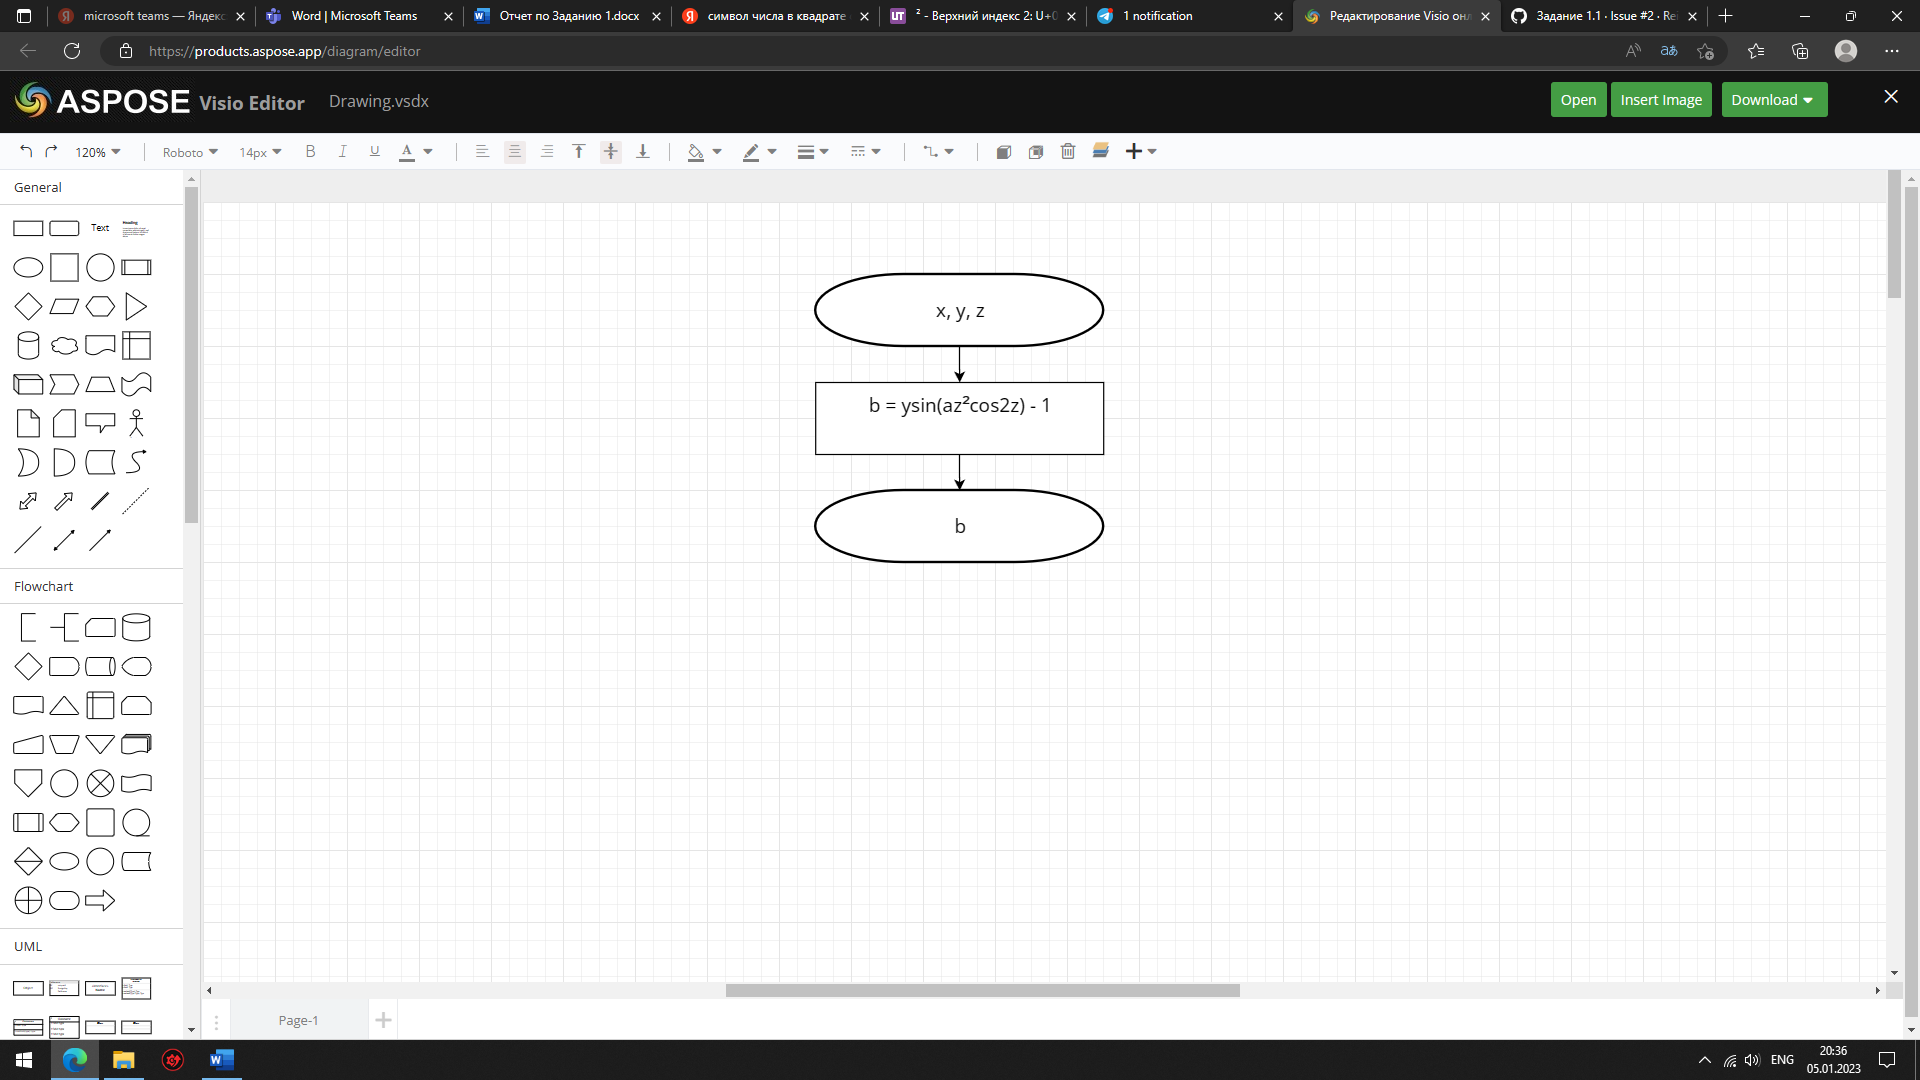 microsoft teams — Яндекс
Word | Microsoft Teams
Отчет по Заданию 1.docx
символ числа в квадрате
² - Верхний индекс 2: U+0
1 notification
Редактирование Visio онл
Задание 1.1 · Issue #2 · Re
https://products.aspose.app/diagram/editor
ASPOSE Visio Editor
Drawing.vsdx
Open
Insert Image
Download
120%
Roboto
14px
B
I
U
A
General
Text
Heading
x, y, z
b = ysin(az²cos2z) - 1
b
Flowchart
UML
Page-1
ENG
20:36
05.01.2023